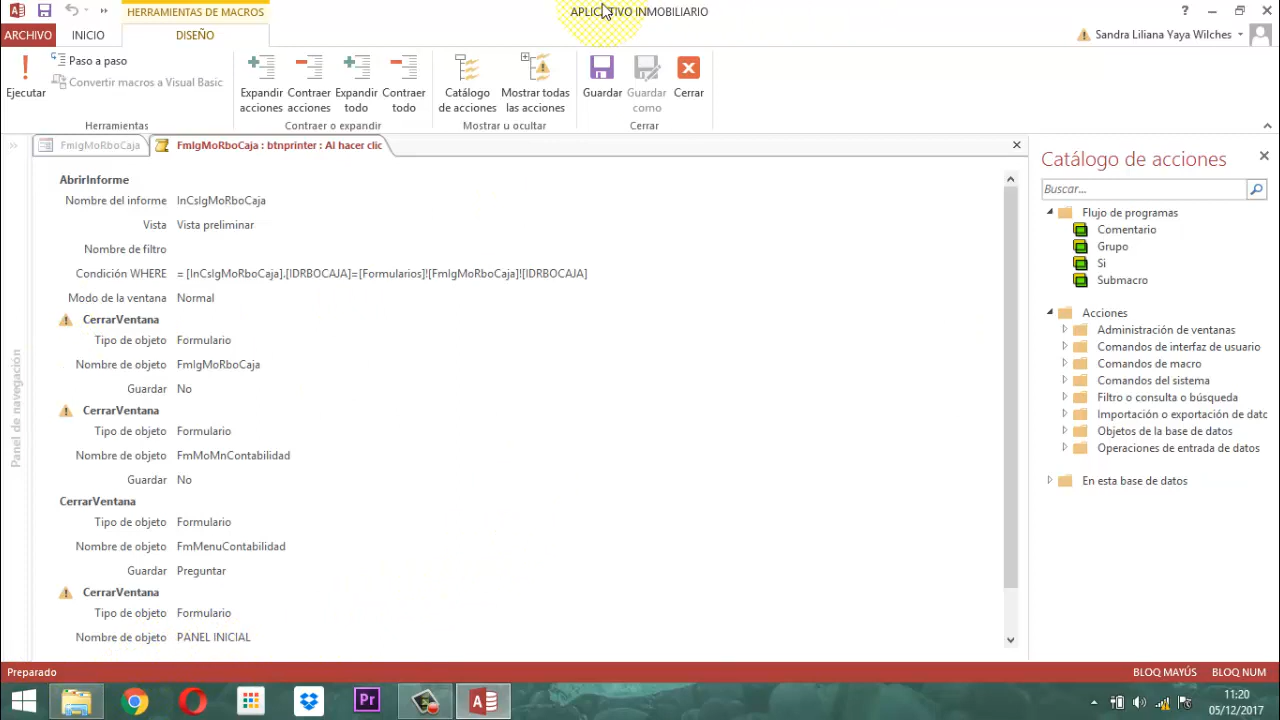 HERRAMIENTAS DE MACROS
APLICATIVO INMOBILIARIO
?
ARCHIVO
INICIO
DISEÑO
Sandra Liliana Yaya Wilches
Ejecutar
Paso a paso
Convertir macros a Visual Basic
Herramientas
Expandir acciones
Contraer acciones
Expandir todo
Contraer todo
Contraer o expandir
Catálogo de acciones
Mostrar todas las acciones
Mostrar u ocultar
Guardar
Guardar como
Cerrar
Cerrar
FmIgMoRboCaja
FmIgMoRboCaja : btnprinter : Al hacer clic
Panel de navegación
AbrirInforme
Nombre del informe InCsIgMoRboCaja
Vista Vista preliminar
Nombre de filtro
Condición WHERE = [InCsIgMoRboCaja].[IDRBOCAJA]=[Formularios]![FmIgMoRboCaja]![IDRBOCAJA]
Modo de la ventana Normal
CerrarVentana
Tipo de objeto Formulario
Nombre de objeto FmIgMoRboCaja
Guardar No
CerrarVentana
Tipo de objeto Formulario
Nombre de objeto FmMoMnContabilidad
Guardar No
CerrarVentana
Tipo de objeto Formulario
Nombre de objeto FmMenuContabilidad
Guardar Preguntar
CerrarVentana
Tipo de objeto Formulario
Nombre de objeto PANEL INICIAL
Catálogo de acciones
Buscar...
Flujo de programas
Comentario
Grupo
Si
Submacro
Acciones
Administración de ventanas
Comandos de interfaz de usuario
Comandos de macro
Comandos del sistema
Filtro o consulta o búsqueda
Importación o exportación de datc
Objetos de la base de datos
Operaciones de entrada de datos
En esta base de datos
Preparado
BLOQ MAYÚS
BLOQ NUM
Pr
11:20
05/12/2017